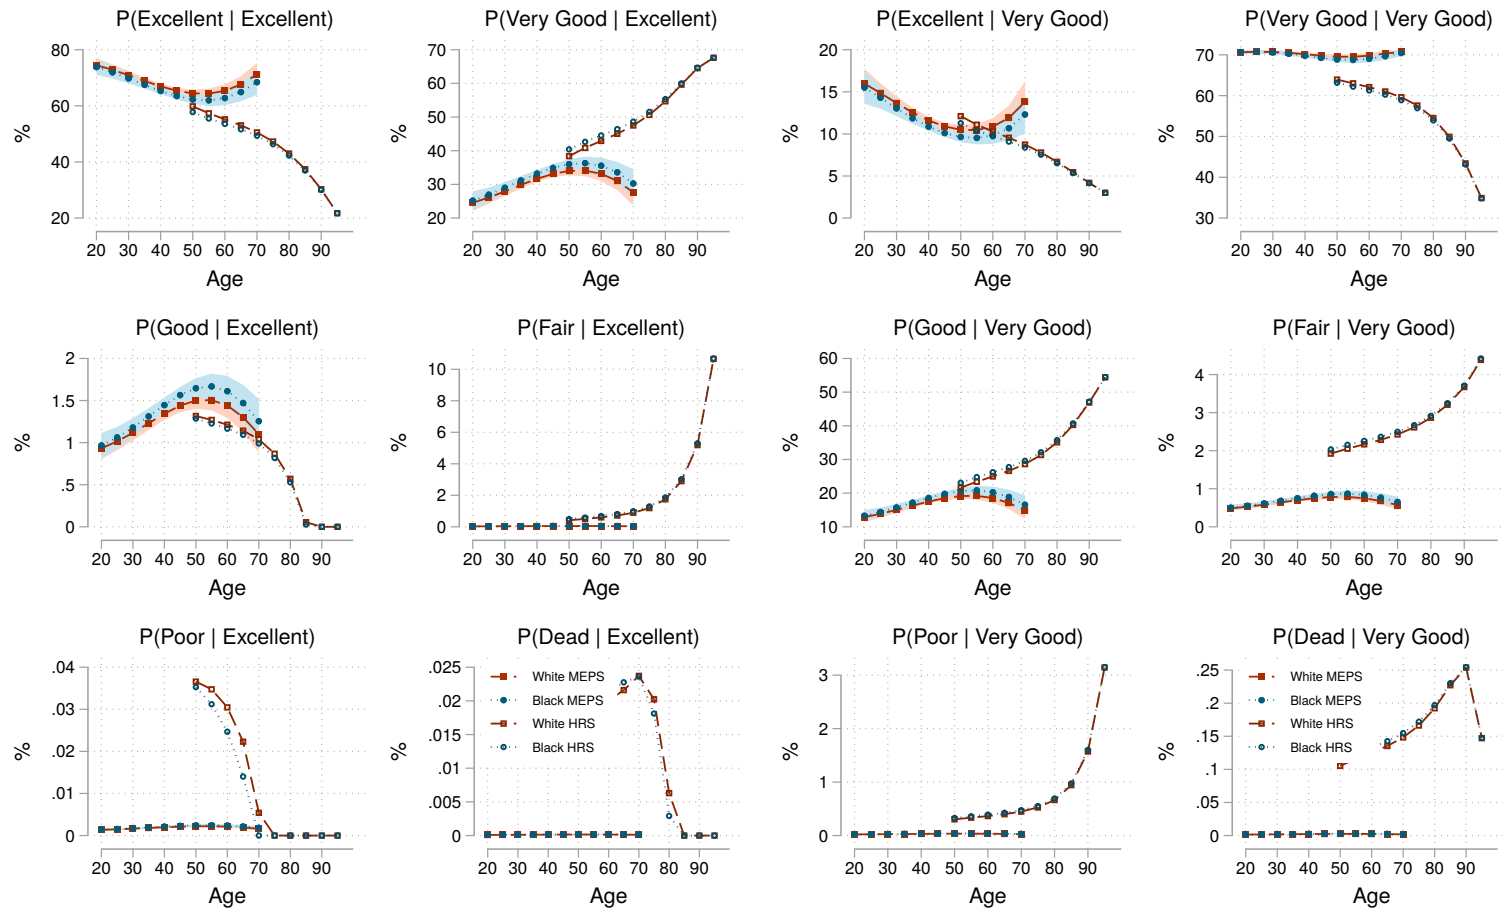 P(Excellent | Excellent)
80
60
40
20
%
20 30 40 50 60 70 80 90
Age
P(Very Good | Excellent)
70
60
50
40
30
20
%
20 30 40 50 60 70 80 90
Age
P(Excellent | Very Good)
20
15
10
5
0
%
20 30 40 50 60 70 80 90
Age
P(Very Good | Very Good)
70
60
50
40
30
%
20 30 40 50 60 70 80 90
Age
P(Good | Excellent)
2
1.5
1
.5
0
%
20 30 40 50 60 70 80 90
Age
P(Fair | Excellent)
10
8
6
4
2
0
%
20 30 40 50 60 70 80 90
Age
P(Good | Very Good)
60
50
40
30
20
10
%
20 30 40 50 60 70 80 90
Age
P(Fair | Very Good)
4
3
2
1
0
%
20 30 40 50 60 70 80 90
Age
P(Poor | Excellent)
.04
.03
.02
.01
0
%
20 30 40 50 60 70 80 90
Age
P(Dead | Excellent)
.025
.02
.015
.01
.005
0
%
White MEPS
Black MEPS
White HRS
Black HRS
20 30 40 50 60 70 80 90
Age
P(Poor | Very Good)
3
2
1
0
%
20 30 40 50 60 70 80 90
Age
P(Dead | Very Good)
.25
.2
.15
.1
.05
0
%
White MEPS
Black MEPS
White HRS
Black HRS
20 30 40 50 60 70 80 90
Age